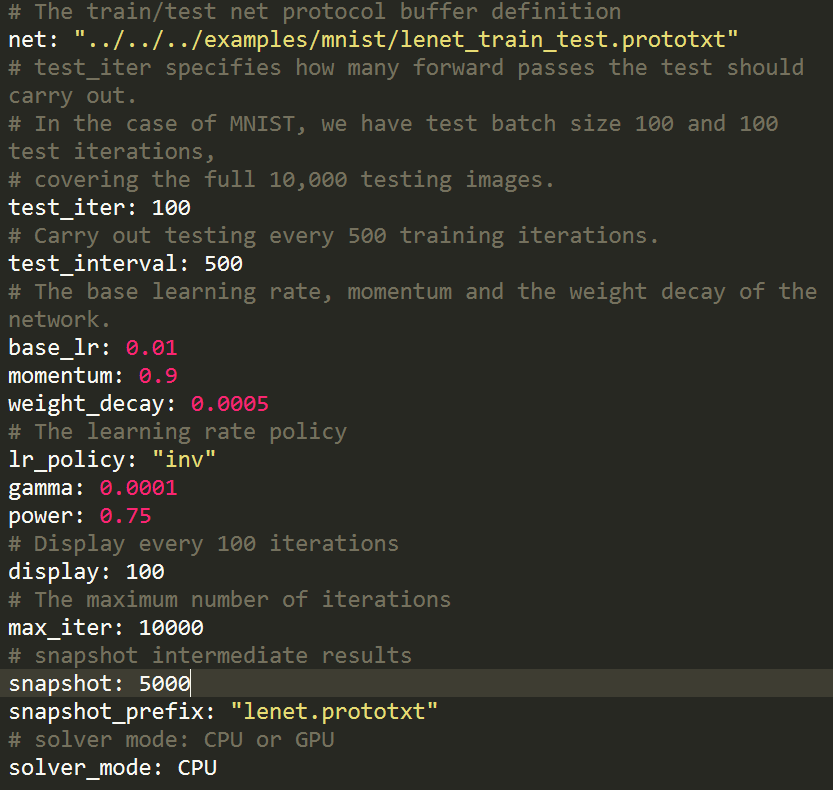 # The train/test net protocol buffer definition
net: "../../../examples/mnist/lenet_train_test.prototxt"
# test_iter specifies how many forward passes the test should
carry out.
# In the case of MNIST, we have test batch size 100 and 100
test iterations,
# covering the full 10,000 testing images.
test_iter: 100
# Carry out testing every 500 training iterations.
test_interval: 500
# The base learning rate, momentum and the weight decay of the
network.
base_lr: 0.01
momentum: 0.9
weight_decay: 0.0005
# The learning rate policy
lr_policy: "inv"
gamma: 0.0001
power: 0.75
# Display every 100 iterations
display: 100
# The maximum number of iterations
max_iter: 10000
# snapshot intermediate results
snapshot: 5000
snapshot_prefix: "lenet.prototxt"
# solver mode: CPU or GPU
solver_mode: CPU